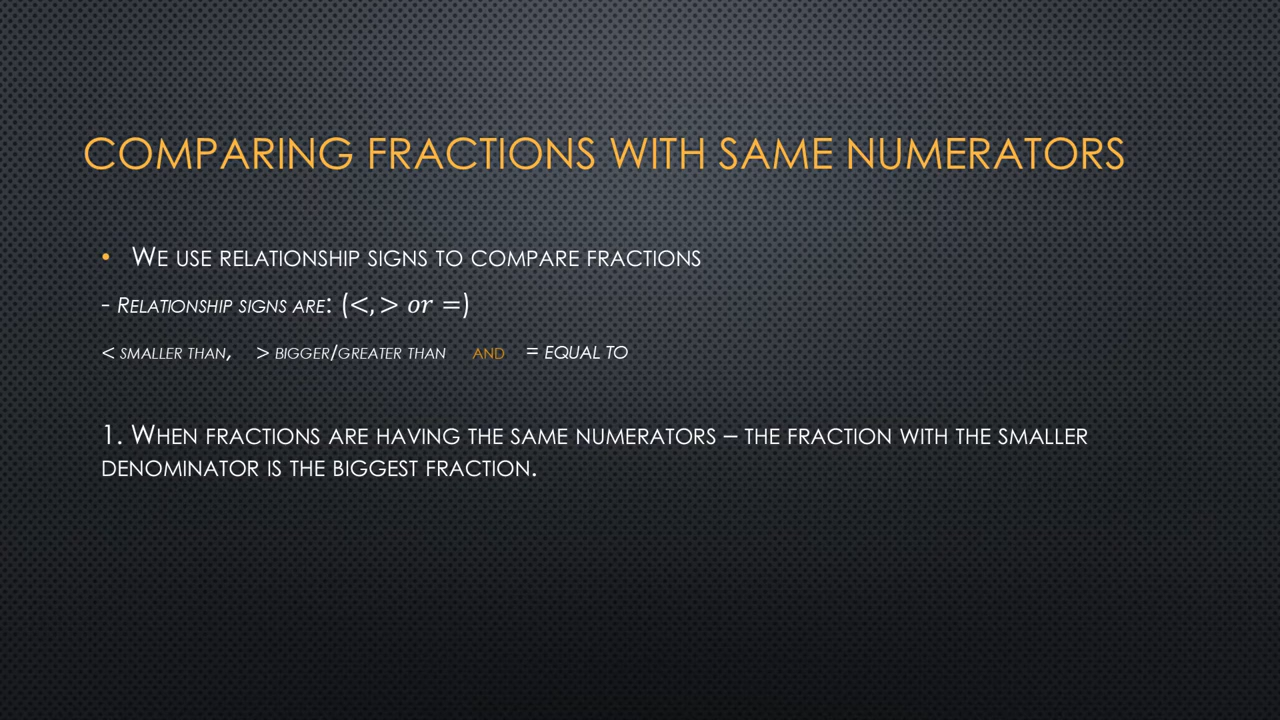 COMPARING FRACTIONS WITH SAME NUMERATORS
• WE USE RELATIONSHIP SIGNS TO COMPARE FRACTIONS
- RELATIONSHIP SIGNS ARE: (<, > or =)
< SMALLER THAN, > BIGGER/GREATER THAN AND = EQUAL TO
1. WHEN FRACTIONS ARE HAVING THE SAME NUMERATORS – THE FRACTION WITH THE SMALLER
DENOMINATOR IS THE BIGGEST FRACTION.